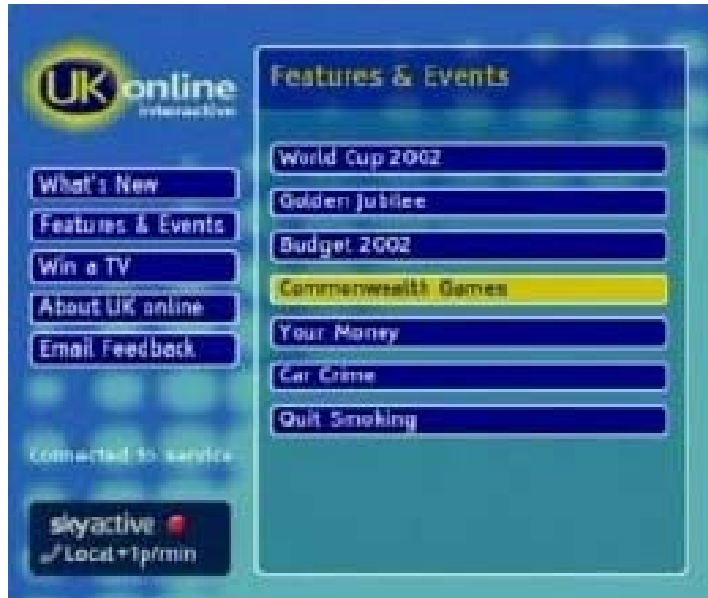 UK online
interactive
What's New
Features & Events
Win a TV
About UK online
Email Feedback
Connected to service
skyactive
Local+1p/min
Features & Events
World Cup 2002
Golden Jubilee
Budget 2002
Commonwealth Games
Your Money
Car Crime
Quit Smoking